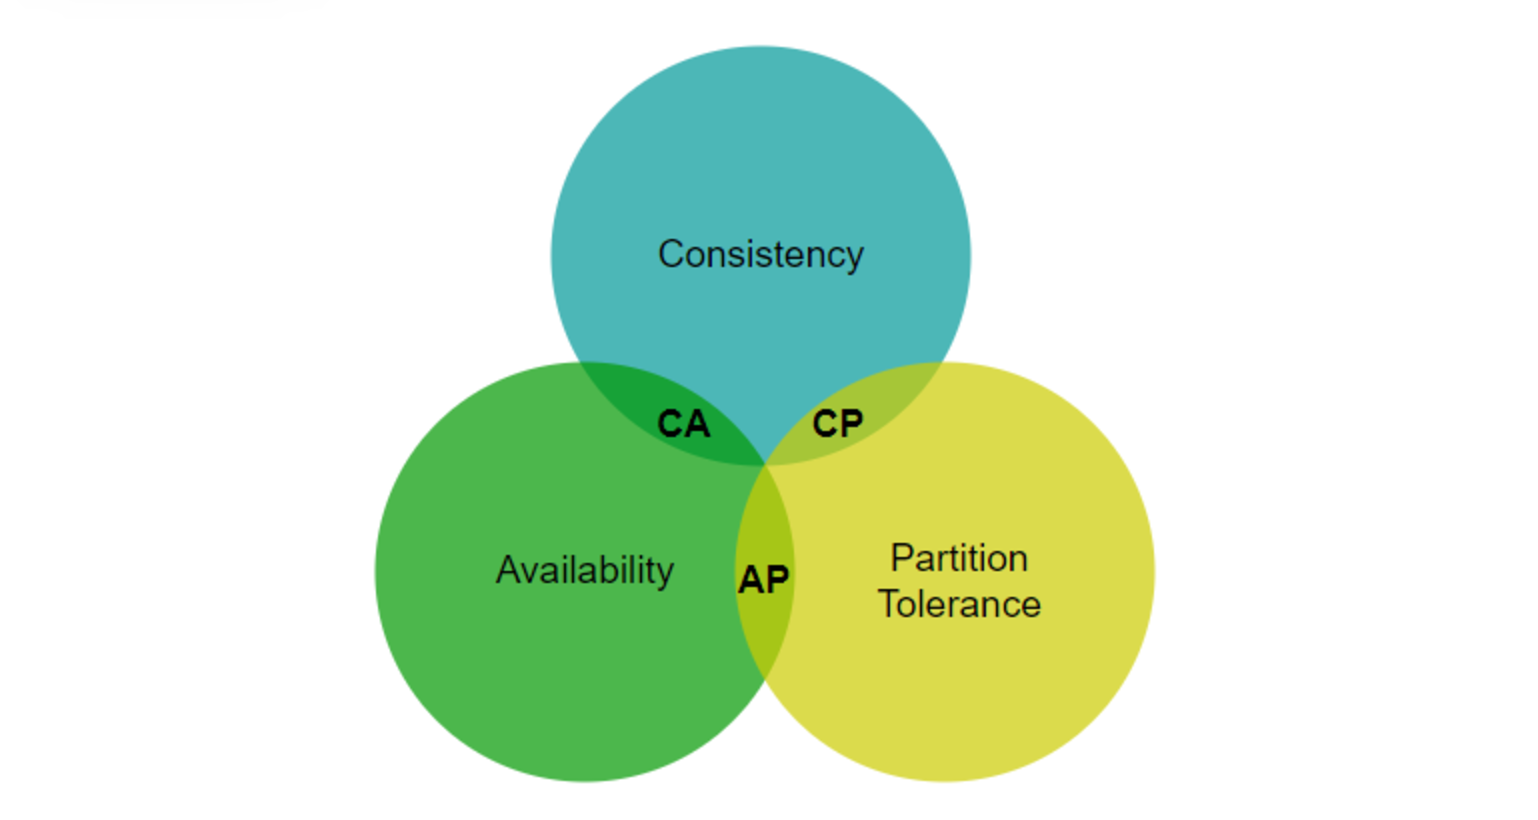 Consistency
CA
CP
Availability
AP
Partition
Tolerance